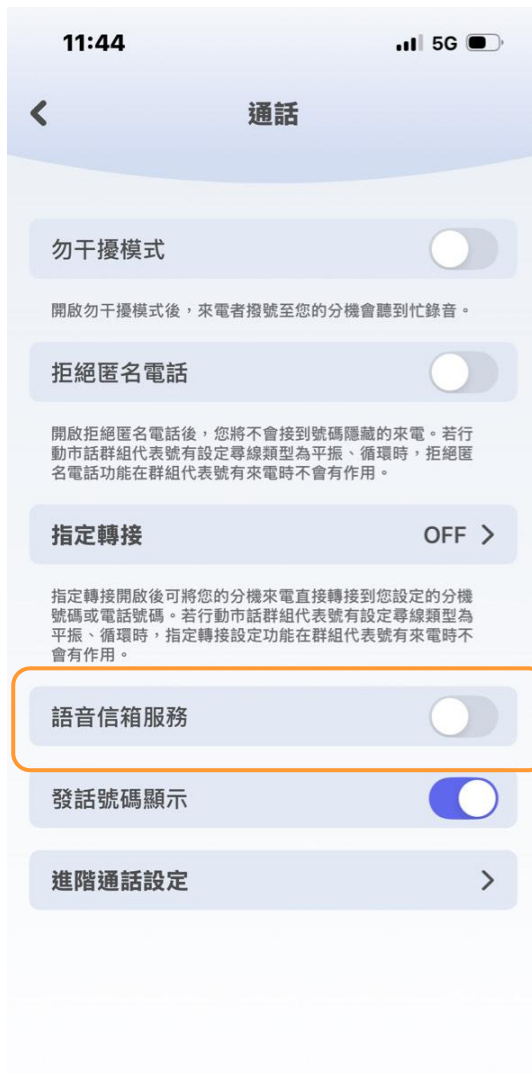 11:44
5G
通話
勿干擾模式
開啟勿干擾模式後，來電者撥號至您的分機會聽到忙錄音。
拒絕匿名電話
開啟拒絕匿名電話後，您將不會接到號碼隱藏的來電。若行
動市話群組代表號有設定尋線類型為平振、循環時，拒絕匿
名電話功能在群組代表號有來電時不會有作用。
指定轉接 OFF
指定轉接開啟後可將您的分機來電直接轉接到您設定的分機
號碼或電話號碼。若行動市話群組代表號有設定尋線類型為
平振、循環時，指定轉接設定功能在群組代表號有來電時不
會有作用。
語音信箱服務
發話號碼顯示
進階通話設定